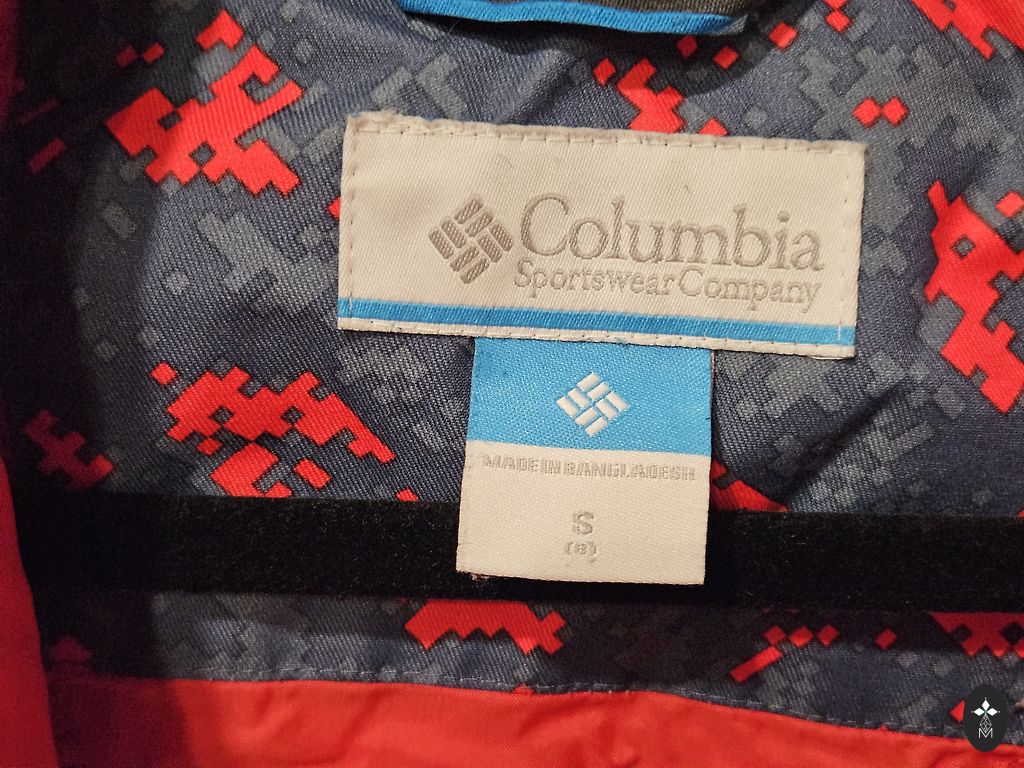 Columbia
Sportswear Company
MADE IN BANGLADESH
S
(8)